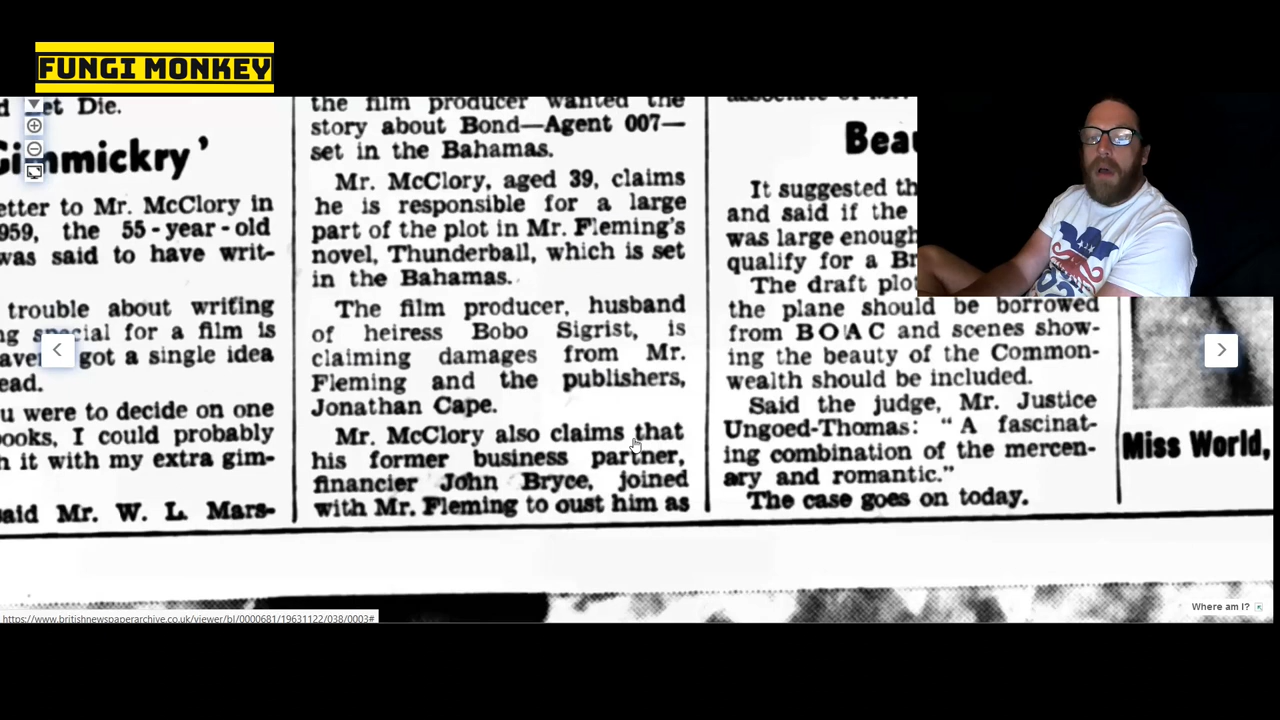 FUNGI MONKEY
et Die.
Gimmickry'
etter to Mr. McClory in
959, the 55-year-old
was said to have writ-
trouble about writing
ng special for a film is
got a single idea
ead.
u were to decide on one
books, I could probably
h it with my extra gim-
aid Mr. W. L. Mars-
the film producer wanted the
story about Bond—Agent 007—
set in the Bahamas.
Mr. McClory, aged 39, claims
he is responsible for a large
part of the plot in Mr. Fleming's
novel, Thunderball, which is set
in the Bahamas.
The film producer, husband
of heiress Bobo Sigrist, is
claiming damages from Mr.
Fleming and the publishers,
Jonathan Cape.
Mr. McClory also claims that
his former business partner,
financier John Bryce, joined
with Mr. Fleming to oust him as
Beau
It suggested th
and said if the
was large enough
qualify for a Br
The draft plot
the plane should be borrowed
from BOAC and scenes show-
ing the beauty of the Common-
wealth should be included.
Said the judge, Mr. Justice
Ungoed-Thomas: "A fascinat-
ing combination of the mercen-
ary and romantic."
The case goes on today.
Miss World,
Where am I?
https://www.britishnewspaperarchive.co.uk/viewer/bl/0000681/19631122/038/0003#